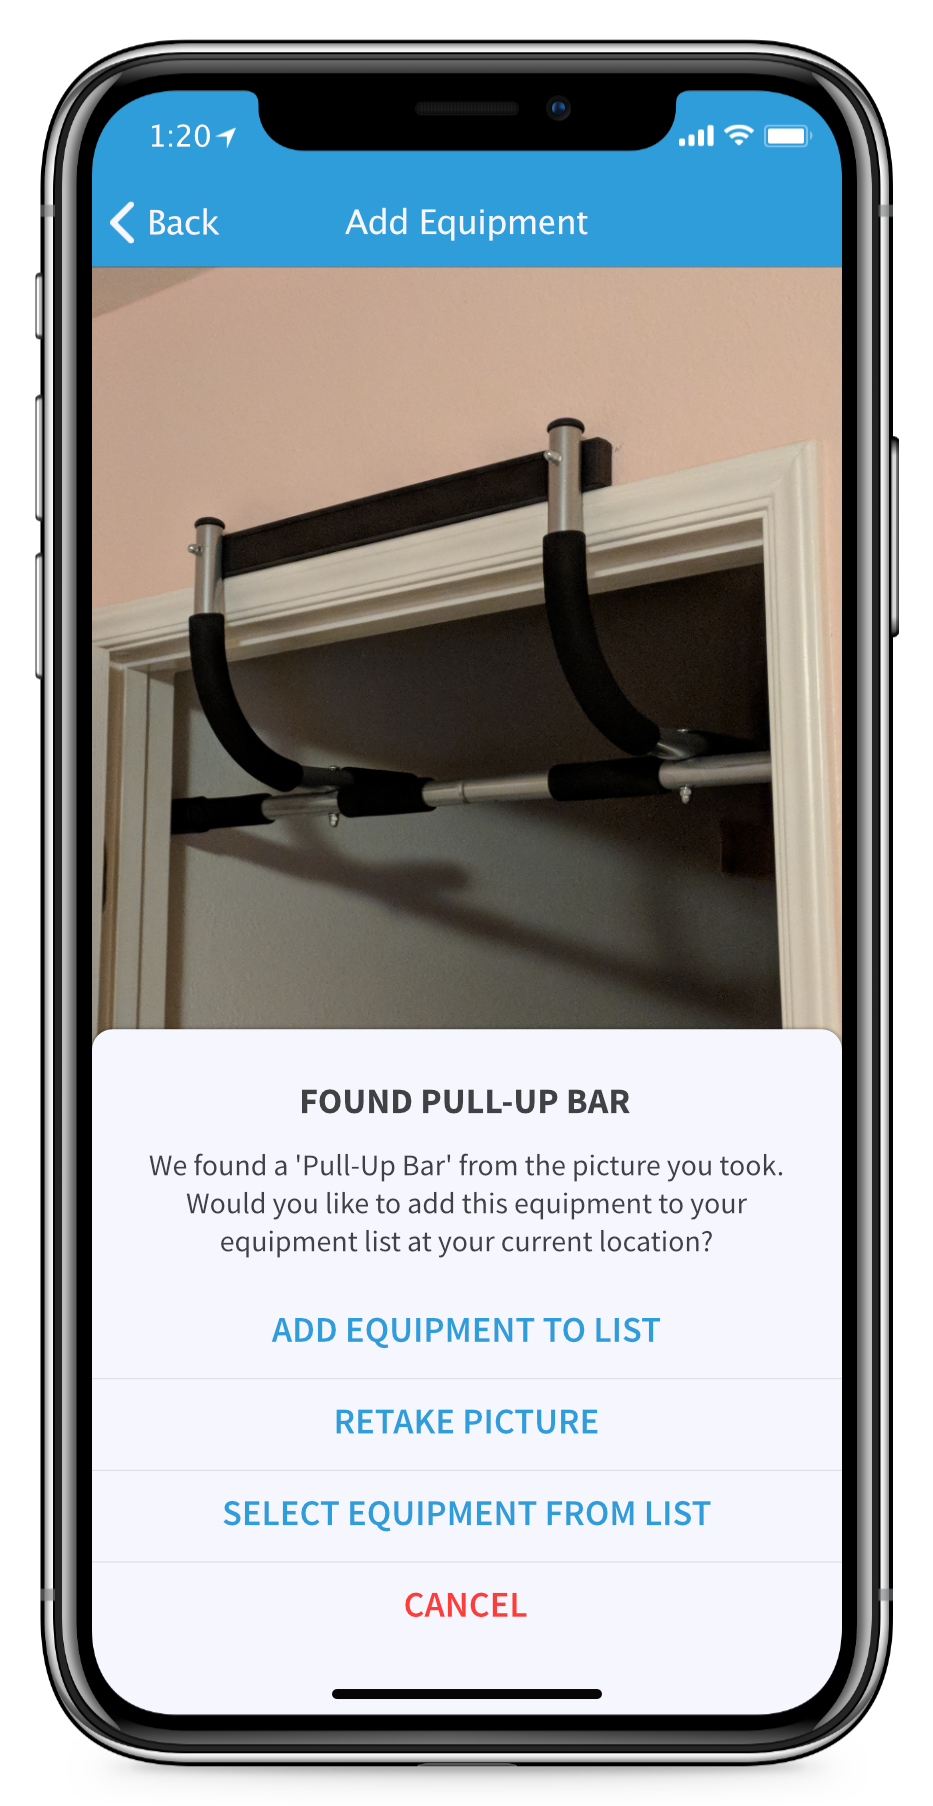 1:20
Back
Add Equipment
FOUND PULL-UP BAR
We found a 'Pull-Up Bar' from the picture you took.
Would you like to add this equipment to your
equipment list at your current location?
ADD EQUIPMENT TO LIST
RETAKE PICTURE
SELECT EQUIPMENT FROM LIST
CANCEL